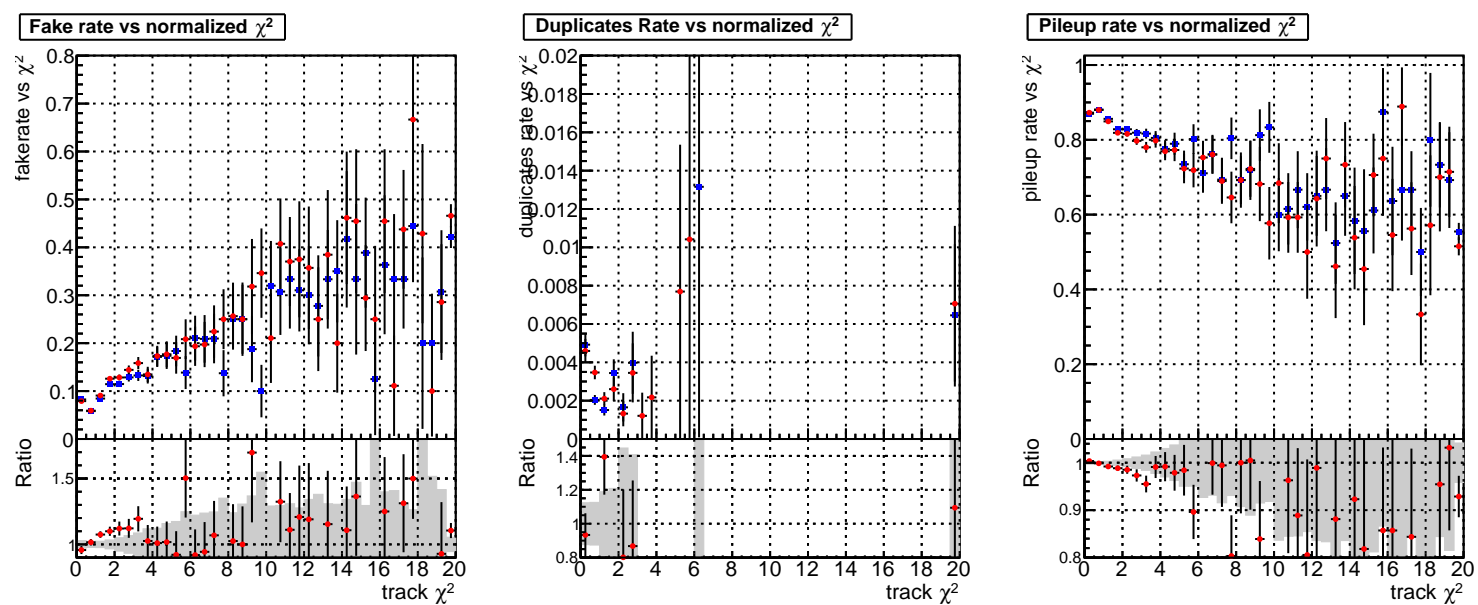 Fake rate vs normalized χ²
fakerate vs χ²
0.8
0.7
0.6
0.5
0.4
0.3
0.2
0.1
0
Ratio
1.5
1
0 2 4 6 8 10 12 14 16 18 20
track χ²
Duplicates Rate vs normalized χ²
duplicates rate vs χ²
0.02
0.018
0.016
0.014
0.012
0.01
0.008
0.006
0.004
0.002
0
Ratio
1.4
1.2
1
0.8
0 2 4 6 8 10 12 14 16 18 20
track χ²
Pileup rate vs normalized χ²
pileup rate vs χ²
1
0.8
0.6
0.4
0.2
0
Ratio
1
0.9
0.8
0 2 4 6 8 10 12 14 16 18 20
track χ²